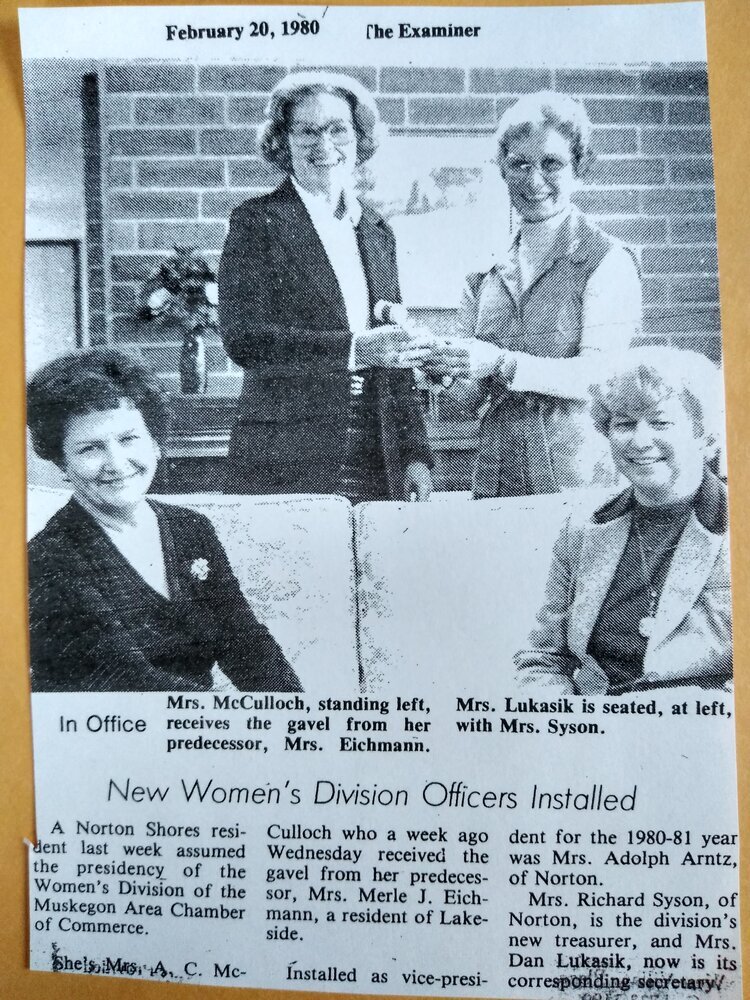 February 20, 1980 The Examiner
In Office
Mrs. McCulloch, standing left,
receives the gavel from her
predecessor, Mrs. Eichmann.
Mrs. Lukasik is seated, at left,
with Mrs. Syson.
New Women's Division Officers Installed
A Norton Shores resi-
dent last week assumed
the presidency of the
Women's Division of the
Muskegon Area Chamber
of Commerce.
She's Mrs. A. C. Mc-
Culloch who a week ago
Wednesday received the
gavel from her predeces-
sor, Mrs. Merle J. Eich-
mann, a resident of Lake-
side.
Installed as vice-presi-
dent for the 1980-81 year
was Mrs. Adolph Arntz,
of Norton.
Mrs. Richard Syson, of
Norton, is the division's
new treasurer, and Mrs.
Dan Lukasik, now is its
corresponding secretary.